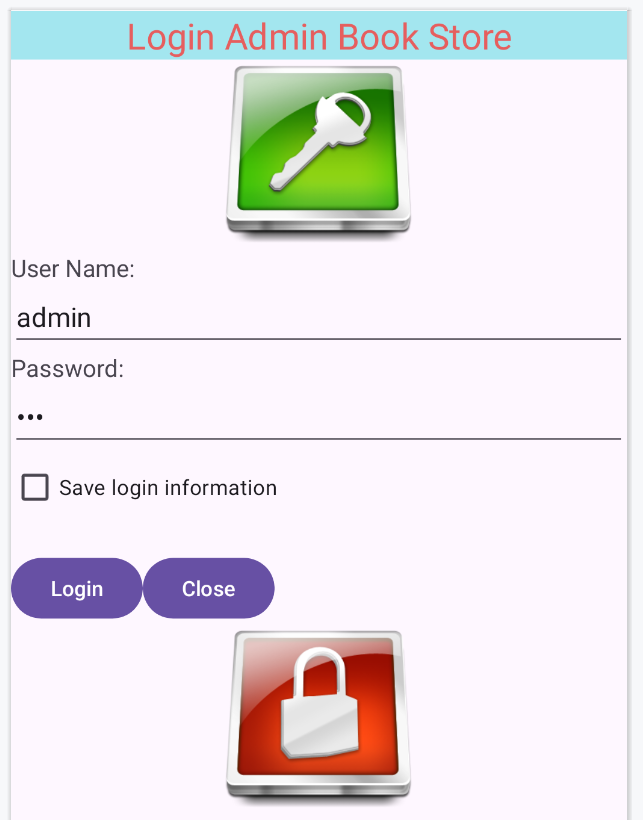 Login Admin Book Store
User Name:
admin
Password:
•••
Save login information
Login Close